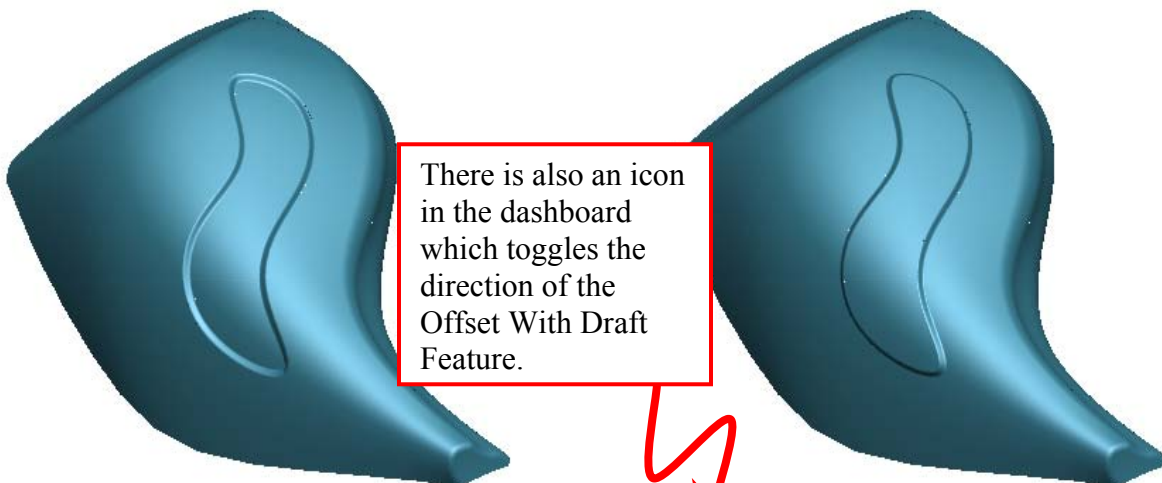 There is also an icon
in the dashboard
which toggles the
direction of the
Offset With Draft
Feature.